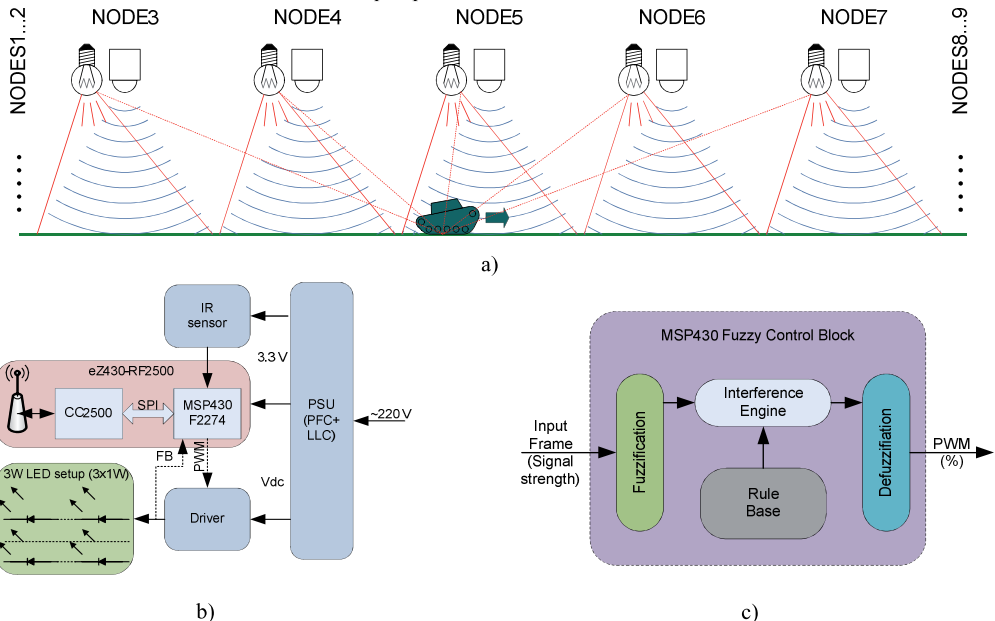 NODES1...2
NODE3
NODE4
NODE5
NODE6
NODE7
NODES8...9
a)
IR
sensor
3.3 V
eZ430-RF2500
CC2500
SPI
MSP430
F2274
PSU
(PFC+
LLC)
~220 V
FB
PWM
3W LED setup (3x1W)
Vdc
Driver
b)
MSP430 Fuzzy Control Block
Input
Frame
(Signal
strength)
Fuzzification
Interference
Engine
Rule
Base
Defuzzifiation
PWM
(%)
c)